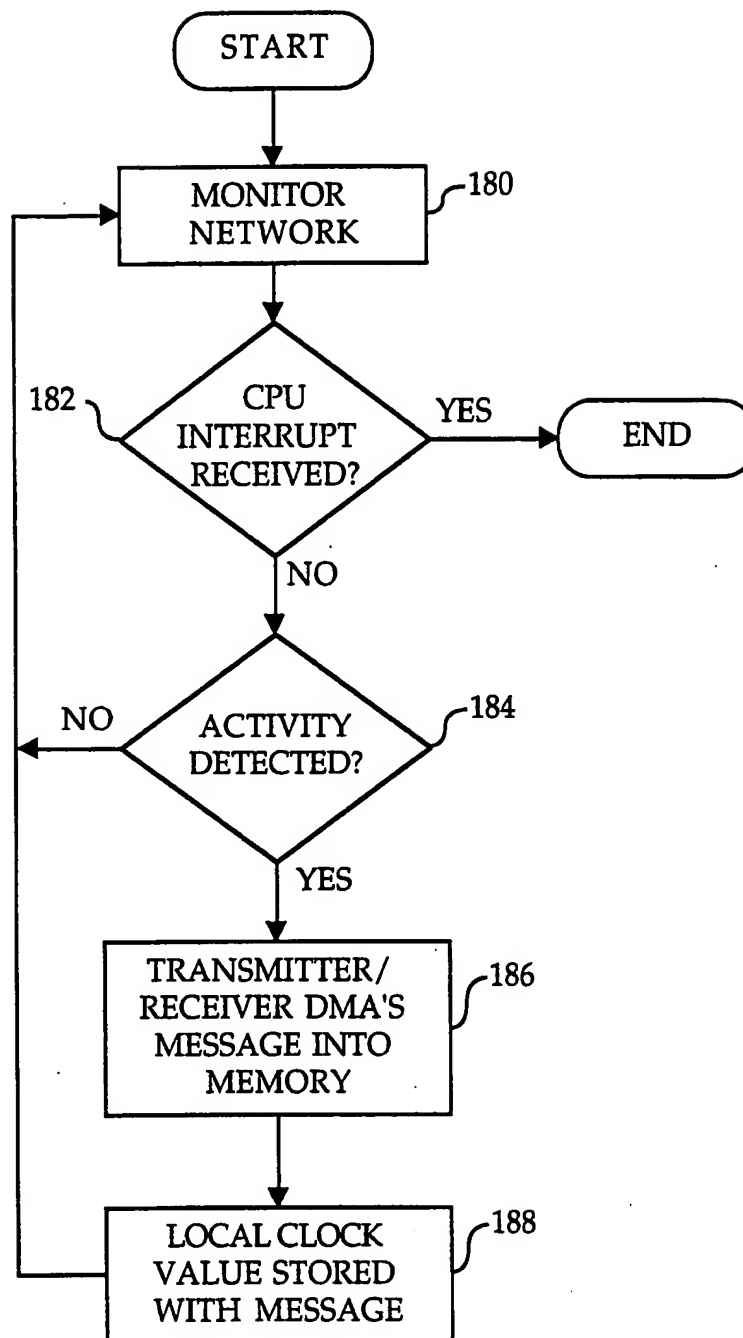 START
MONITOR
NETWORK
180
182
CPU
INTERRUPT
RECEIVED?
YES
END
NO
NO
ACTIVITY
DETECTED?
184
YES
TRANSMITTER/
RECEIVER DMA'S
MESSAGE INTO
MEMORY
186
LOCAL CLOCK
VALUE STORED
WITH MESSAGE
188